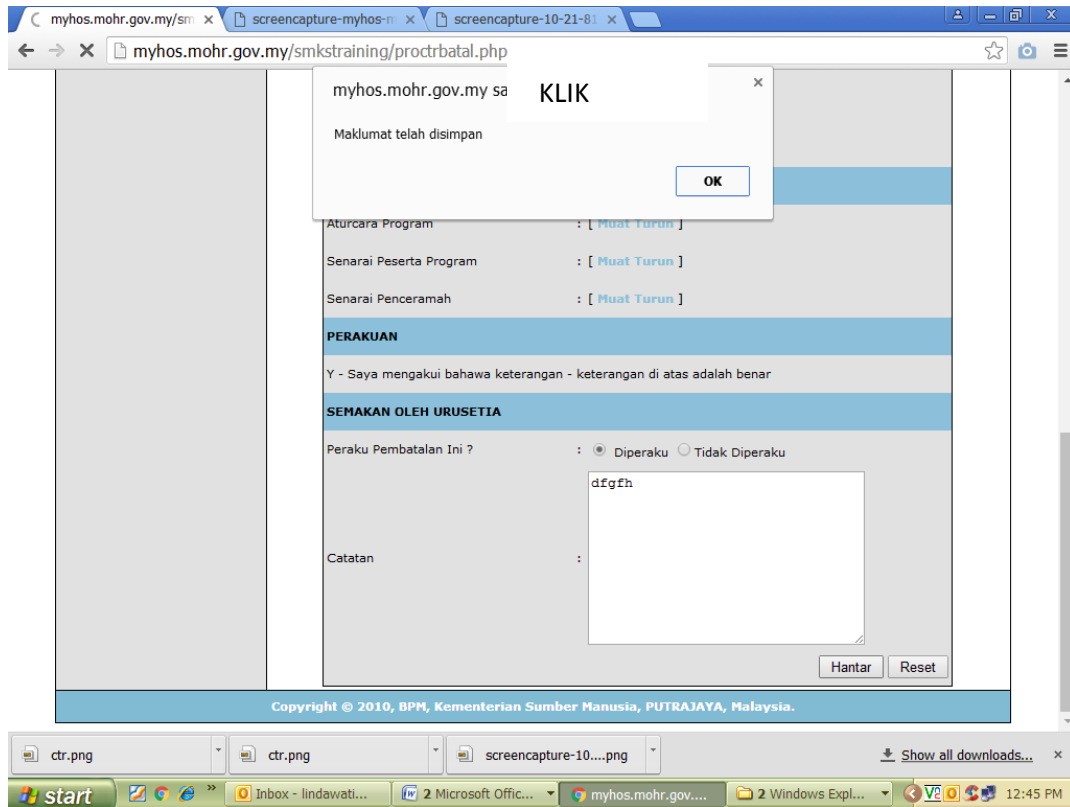 myhos.mohr.gov.my/sm
screencapture-myhos-m
screencapture-10-21-81
myhos.mohr.gov.my/smkstraining/proctrbatal.php
myhos.mohr.gov.my sa
KLIK
Maklumat telah disimpan
OK
Aturcara Program : [ Muat Turun ]
Senarai Peserta Program : [ Muat Turun ]
Senarai Penceramah : [ Muat Turun ]
PERAKUAN
Y - Saya mengakui bahawa keterangan - keterangan di atas adalah benar
SEMAKAN OLEH URUSETIA
Peraku Pembatalan Ini ? : Diperaku Tidak Diperaku
dfgfh
Catatan :
Hantar Reset
Copyright © 2010, BPM, Kementerian Sumber Manusia, PUTRAJAYA, Malaysia.
ctr.png ctr.png screencapture-10....png Show all downloads...
start Inbox - lindawati... 2 Microsoft Offic... myhos.mohr.gov.... 2 Windows Expl... 12:45 PM